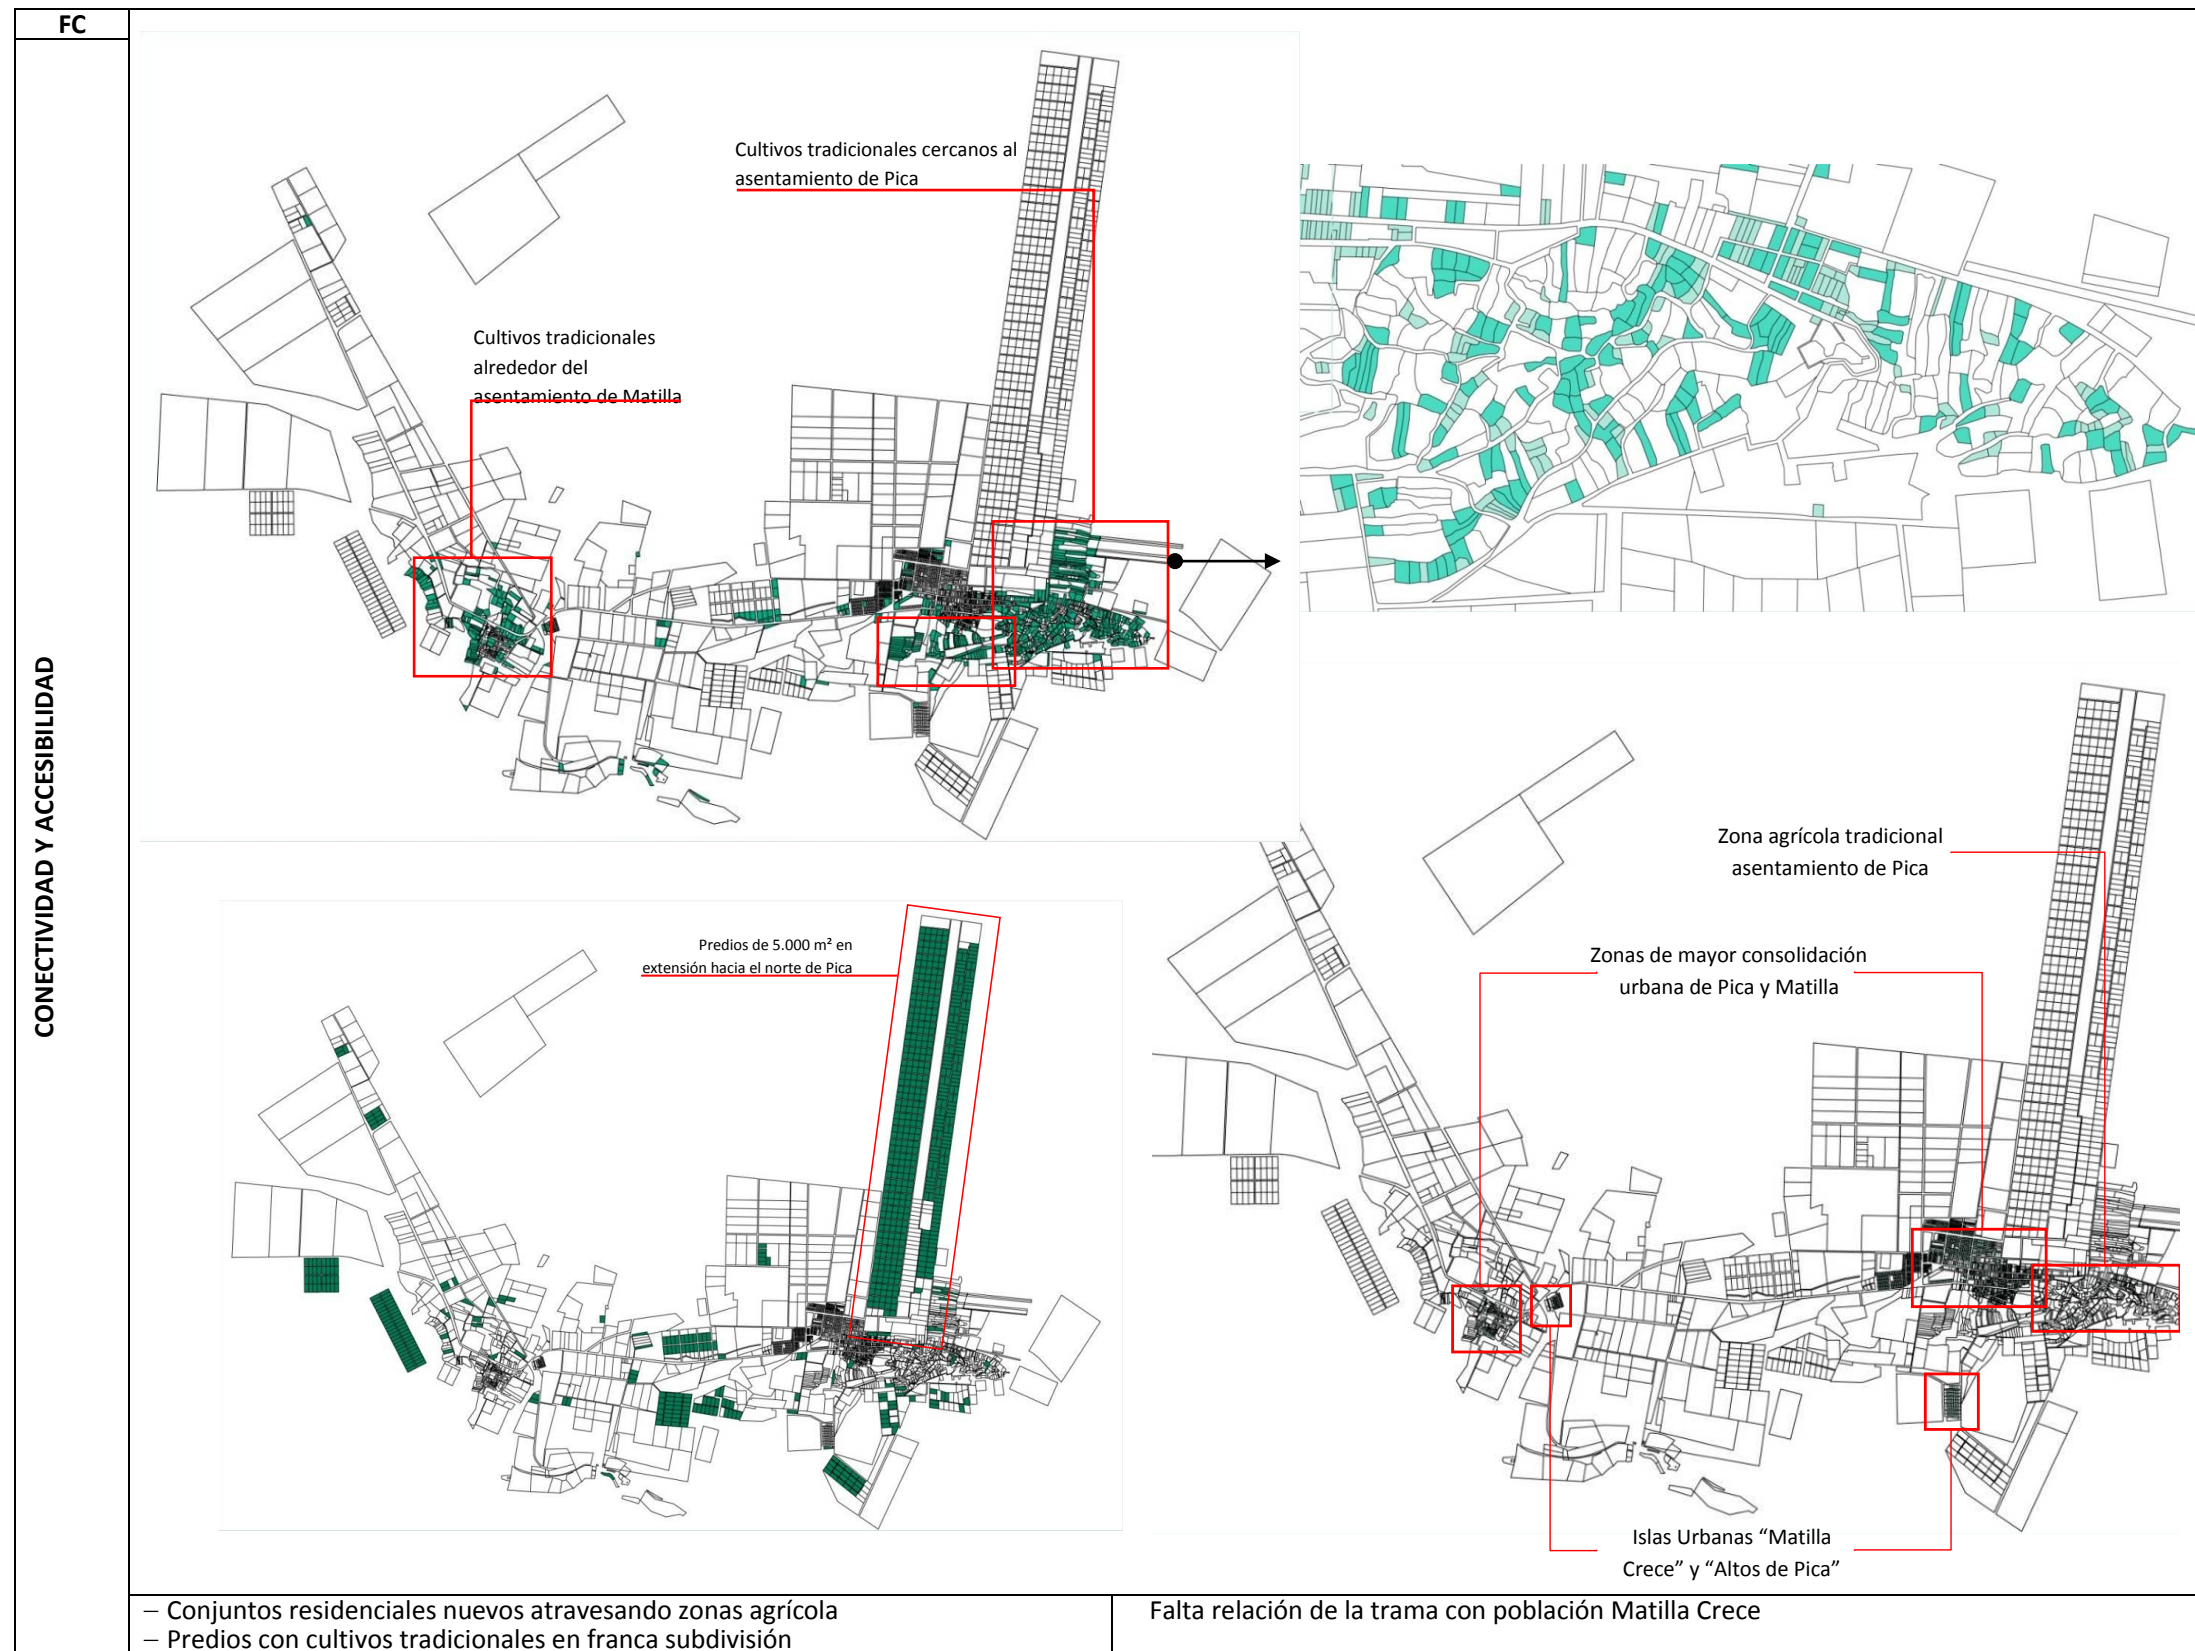 FC
CONECTIVIDAD Y ACCESIBILIDAD
Cultivos tradicionales cercanos al
asentamiento de Pica
Cultivos tradicionales
alrededor del
asentamiento de Matilla
Predios de 5.000 m² en
extensión hacia el norte de Pica
Zona agrícola tradicional
asentamiento de Pica
Zonas de mayor consolidación
urbana de Pica y Matilla
Islas Urbanas “Matilla
Crece” y “Altos de Pica”
– Conjuntos residenciales nuevos atravesando zonas agrícola
– Predios con cultivos tradicionales en franca subdivisión
Falta relación de la trama con población Matilla Crece